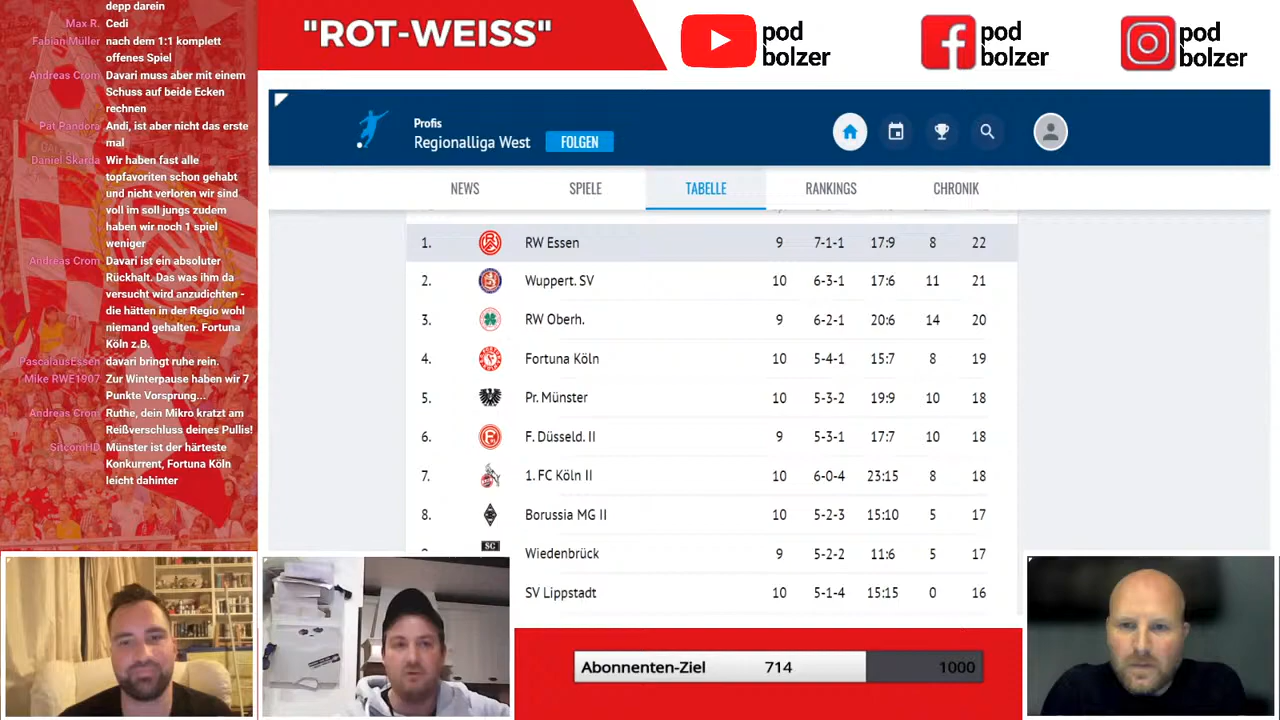 depp darein
Max R. Cedi
Fabian Müller nach dem 1:1 komplett
offenes Spiel
Andreas Crom Davari muss aber mit einem
Schuss auf beide Ecken
rechnen
Pat Pandora Andi, ist aber nicht das erste
mal
Daniel Skarda Wir haben fast alle
topfavoriten schon gehabt
und nicht verloren wir sind
voll im soll jungs zudem
haben wir noch 1 spiel
weniger
Andreas Crom Davari ist ein absoluter
Rückhalt. Das was ihm da
versucht wird anzudichten -
die hätten in der Regio wohl
niemand gehalten. Fortuna
Köln z.B.
PascalausEssen davari bringt ruhe rein.
Mike RWE1907 Zur Winterpause haben wir 7
Punkte Vorsprung...
Andreas Crom Ruthe, dein Mikro kratzt am
Reißverschluss deines Pullis!
SitcomHD Münster ist der härteste
Konkurrent, Fortuna Köln
leicht dahinter
"ROT-WEISS"
pod
bolzer
pod
bolzer
pod
bolzer
Profis
Regionalliga West FOLGEN
NEWS SPIELE TABELLE RANKINGS CHRONIK
1. RW Essen 9 7-1-1 17:9 8 22
2. Wuppert. SV 10 6-3-1 17:6 11 21
3. RW Oberh. 9 6-2-1 20:6 14 20
4. Fortuna Köln 10 5-4-1 15:7 8 19
5. Pr. Münster 10 5-3-2 19:9 10 18
6. F. Düsseld. II 9 5-3-1 17:7 10 18
7. 1. FC Köln II 10 6-0-4 23:15 8 18
8. Borussia MG II 10 5-2-3 15:10 5 17
SC Wiedenbrück 9 5-2-2 11:6 5 17
SV Lippstadt 10 5-1-4 15:15 0 16
Abonnenten-Ziel 714 1000